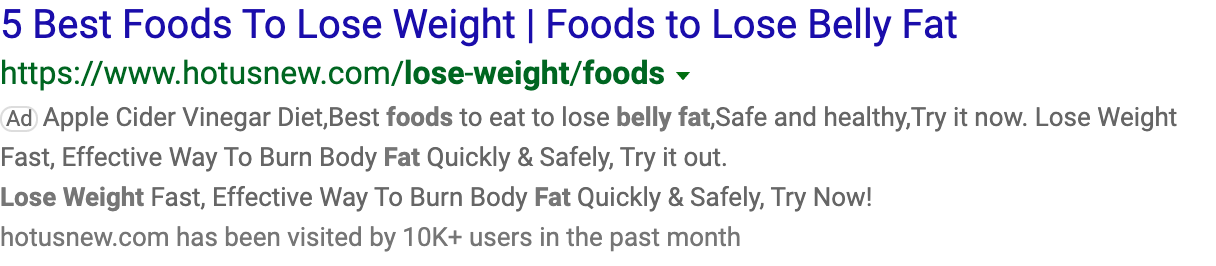 5 Best Foods To Lose Weight | Foods to Lose Belly Fat
https://www.hotusnew.com/lose-weight/foods
Ad Apple Cider Vinegar Diet,Best foods to eat to lose belly fat,Safe and healthy,Try it now. Lose Weight
Fast, Effective Way To Burn Body Fat Quickly & Safely, Try it out.
Lose Weight Fast, Effective Way To Burn Body Fat Quickly & Safely, Try Now!
hotusnew.com has been visited by 10K+ users in the past month